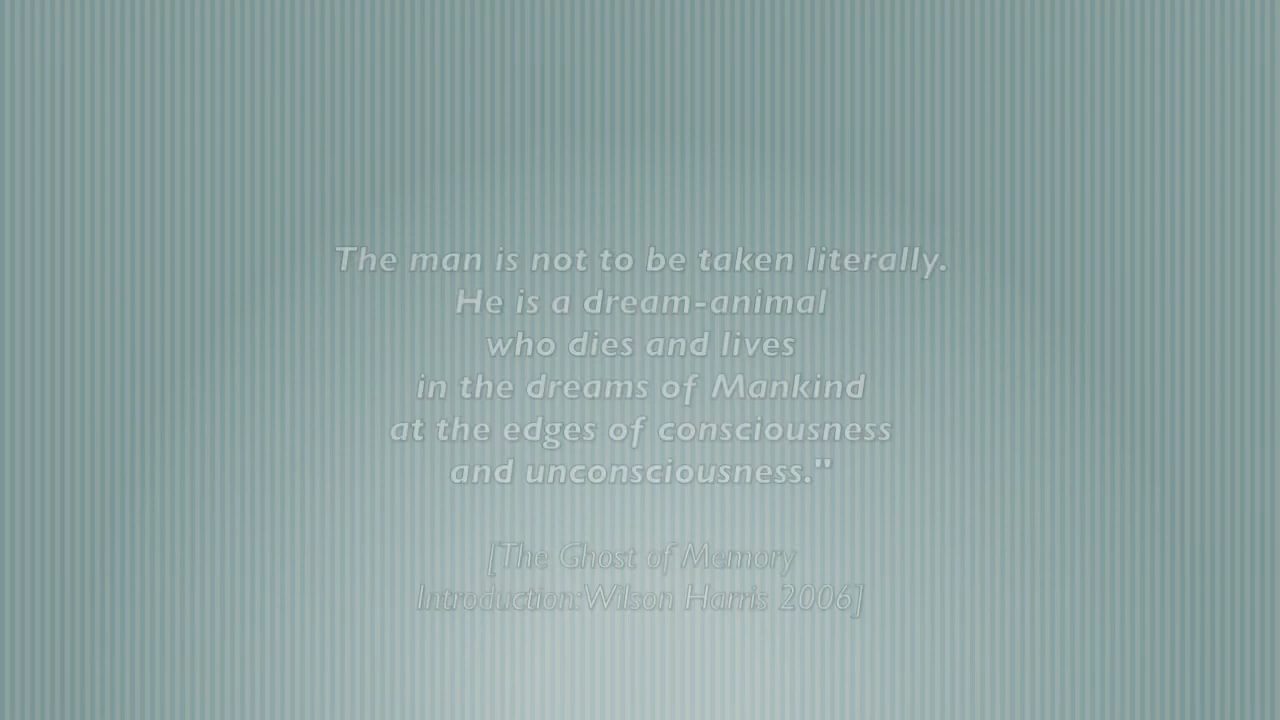 The man is not to be taken literally.
He is a dream-animal
who dies and lives
in the dreams of Mankind
at the edges of consciousness
and unconsciousness."
[The Ghost of Memory
Introduction:Wilson Harris 2006]